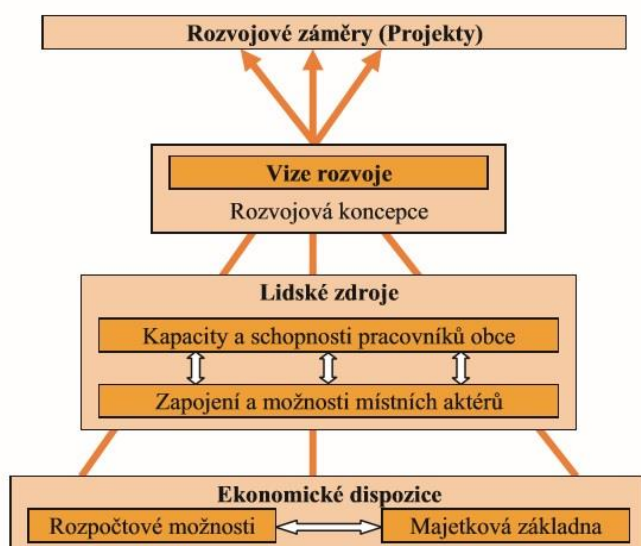 Rozvojové záměry (Projekty)
Vize rozvoje
Rozvojová koncepce
Lidské zdroje
Kapacity a schopnosti pracovníků obce
Zapojení a možnosti místních aktérů
Ekonomické dispozice
Rozpočtové možnosti
Majetková základna